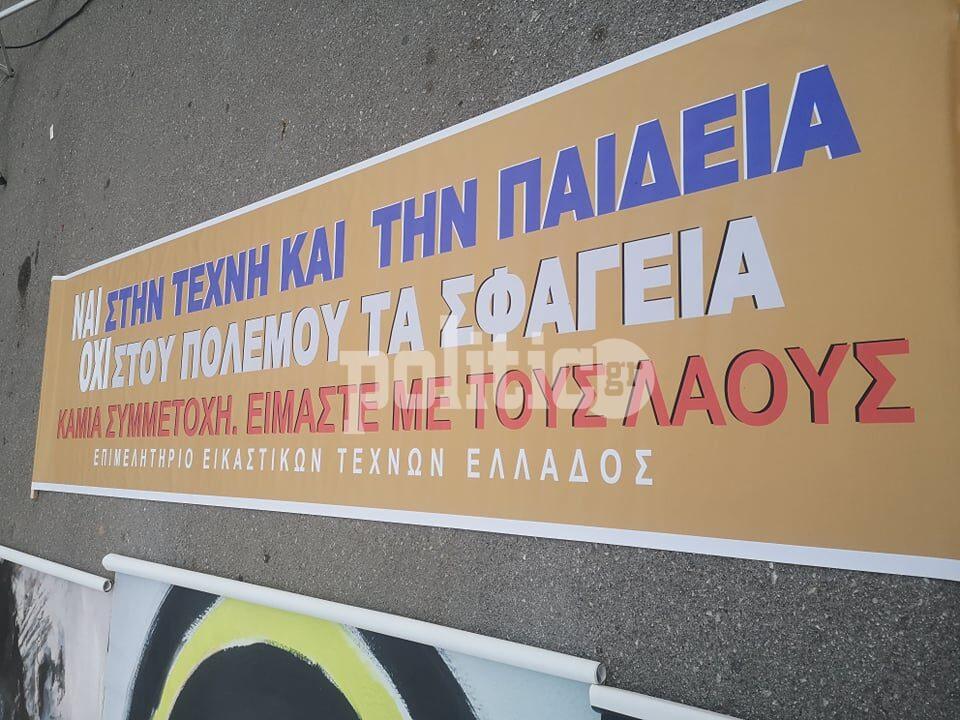 ΝΑΙ ΣΤΗΝ ΤΕΧΝΗ ΚΑΙ ΤΗΝ ΠΑΙΔΕΙΑ
ΟΧΙ ΣΤΟΥ ΠΟΛΕΜΟΥ ΤΑ ΣΦΑΓΕΙΑ
ΚΑΜΙΑ ΣΥΜΜΕΤΟΧΗ. ΕΙΜΑΣΤΕ ΜΕ ΤΟΥΣ ΛΑΟΥΣ
ΕΠΙΜΕΛΗΤΗΡΙΟ ΕΙΚΑΣΤΙΚΩΝ ΤΕΧΝΩΝ ΕΛΛΑΔΟΣ
politic.gr